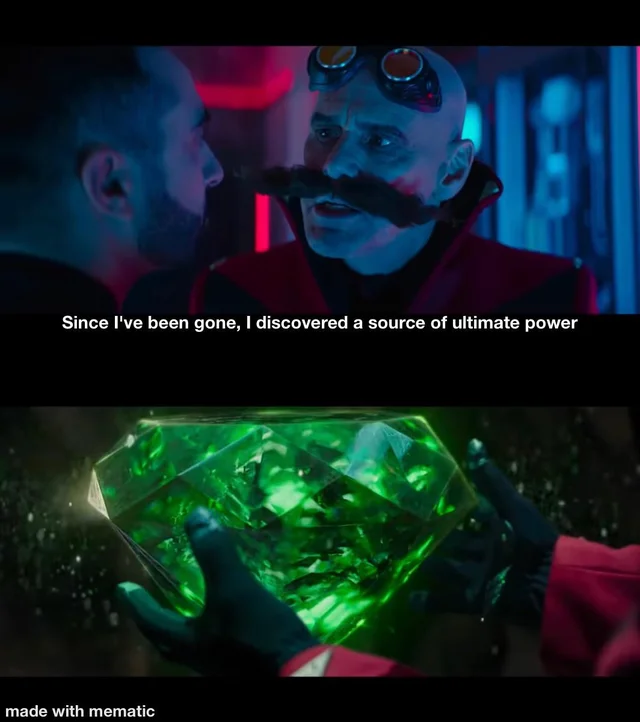 Since I've been gone, I discovered a source of ultimate power
made with mematic